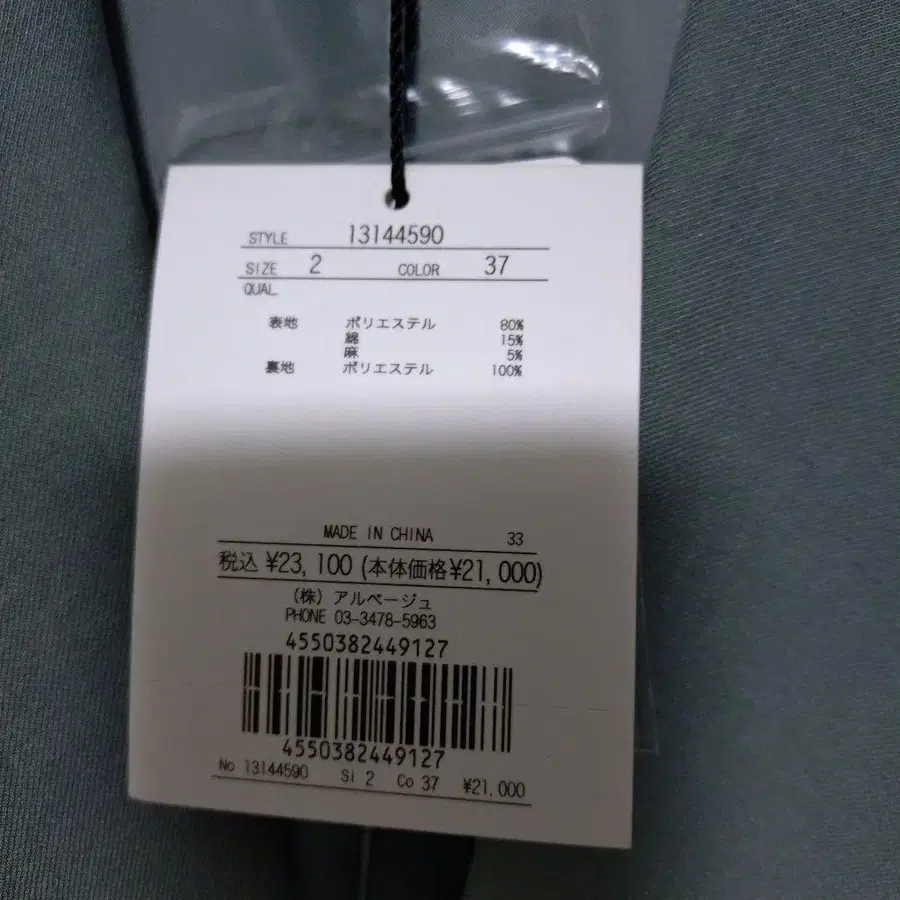 STYLE 13144590
SIZE 2 COLOR 37
QUAL
表地 ポリエステル 80%
綿 15%
麻 5%
裏地 ポリエステル 100%
MADE IN CHINA 33
税込 ¥23,100 (本体価格¥21,000)
(株) アルページュ
PHONE 03-3478-5963
4550382449127
4550382449127
No 13144590 Si 2 Co 37 ¥21,000